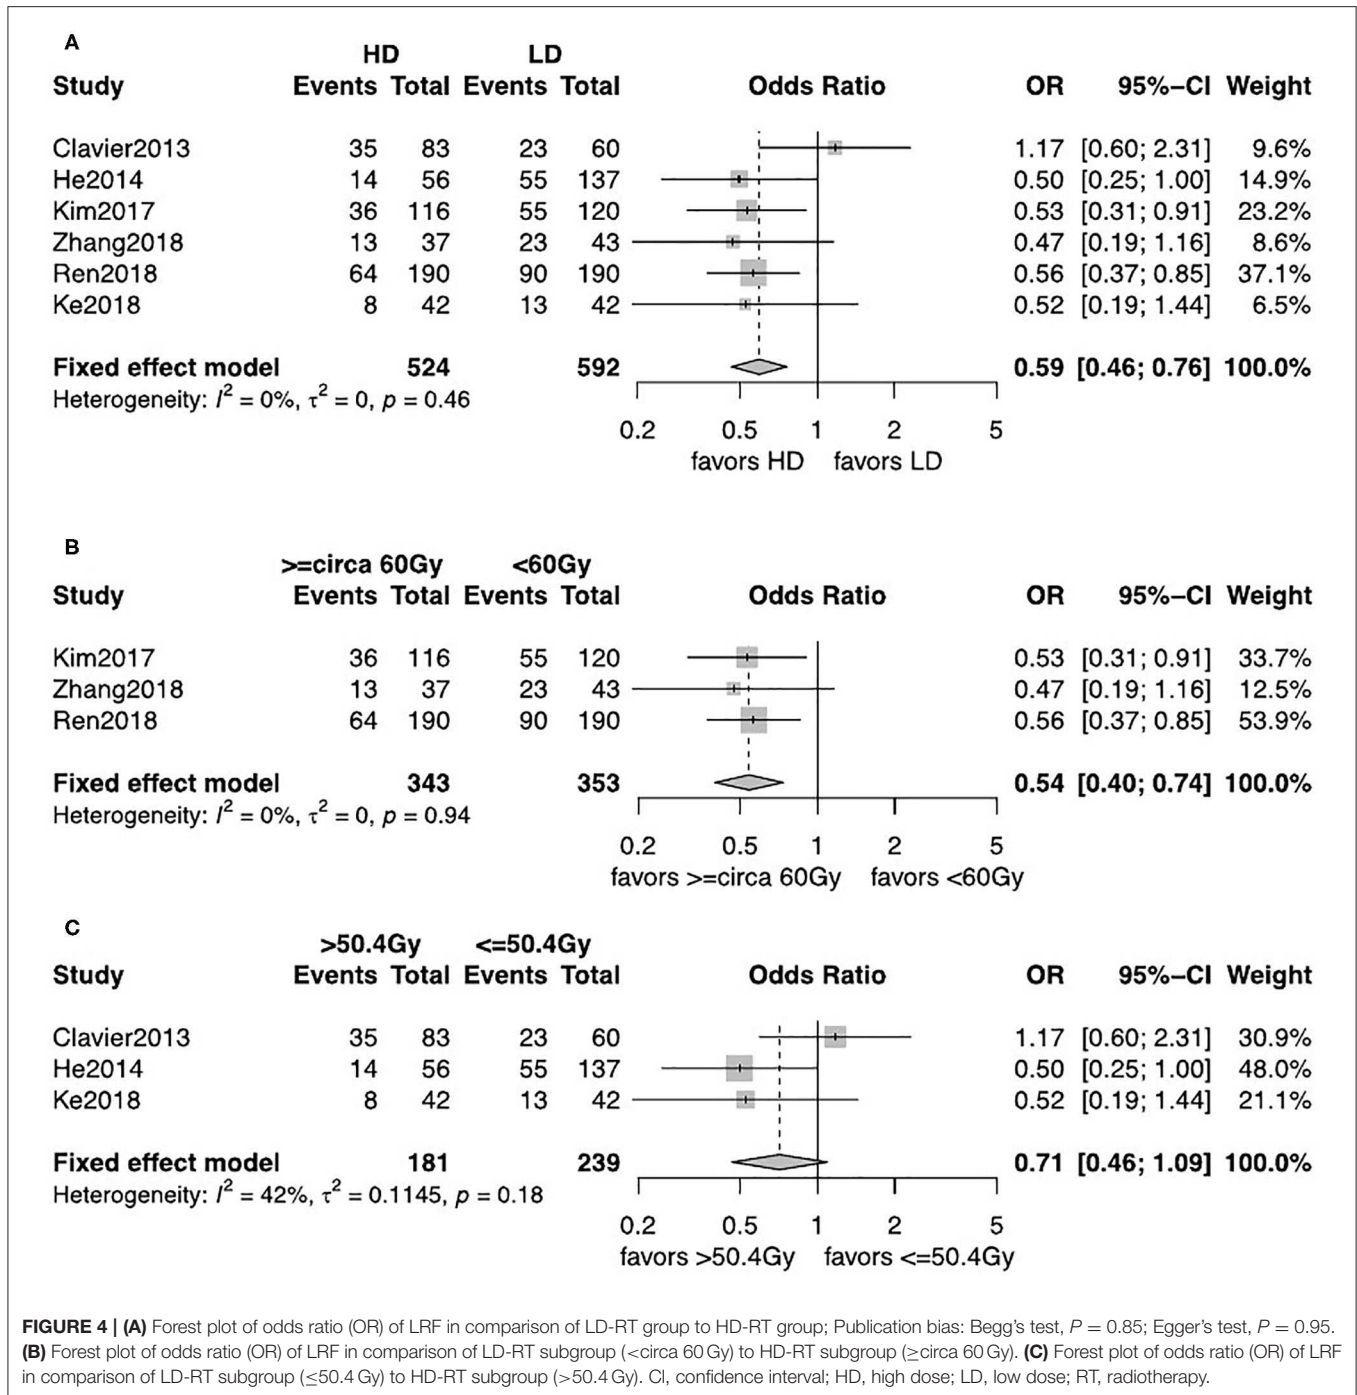 A
HD LD
Study Events Total Events Total Odds Ratio OR 95%−CI Weight
Clavier2013 35 83 23 60 1.17 [0.60; 2.31] 9.6%
He2014 14 56 55 137 0.50 [0.25; 1.00] 14.9%
Kim2017 36 116 55 120 0.53 [0.31; 0.91] 23.2%
Zhang2018 13 37 23 43 0.47 [0.19; 1.16] 8.6%
Ren2018 64 190 90 190 0.56 [0.37; 0.85] 37.1%
Ke2018 8 42 13 42 0.52 [0.19; 1.44] 6.5%
Fixed effect model 524 592 0.59 [0.46; 0.76] 100.0%
Heterogeneity: I² = 0%, τ² = 0, p = 0.46
0.2 0.5 1 2 5
favors HD favors LD
B
>=circa 60Gy <60Gy
Study Events Total Events Total Odds Ratio OR 95%−CI Weight
Kim2017 36 116 55 120 0.53 [0.31; 0.91] 33.7%
Zhang2018 13 37 23 43 0.47 [0.19; 1.16] 12.5%
Ren2018 64 190 90 190 0.56 [0.37; 0.85] 53.9%
Fixed effect model 343 353 0.54 [0.40; 0.74] 100.0%
Heterogeneity: I² = 0%, τ² = 0, p = 0.94
0.2 0.5 1 2 5
favors >=circa 60Gy favors <60Gy
C
>50.4Gy <=50.4Gy
Study Events Total Events Total Odds Ratio OR 95%−CI Weight
Clavier2013 35 83 23 60 1.17 [0.60; 2.31] 30.9%
He2014 14 56 55 137 0.50 [0.25; 1.00] 48.0%
Ke2018 8 42 13 42 0.52 [0.19; 1.44] 21.1%
Fixed effect model 181 239 0.71 [0.46; 1.09] 100.0%
Heterogeneity: I² = 42%, τ² = 0.1145, p = 0.18
0.2 0.5 1 2 5
favors >50.4Gy favors <=50.4Gy
FIGURE 4 | (A) Forest plot of odds ratio (OR) of LRF in comparison of LD-RT group to HD-RT group; Publication bias: Begg's test, P = 0.85; Egger's test, P = 0.95.
(B) Forest plot of odds ratio (OR) of LRF in comparison of LD-RT subgroup (<circa 60 Gy) to HD-RT subgroup (≥circa 60 Gy). (C) Forest plot of odds ratio (OR) of LRF
in comparison of LD-RT subgroup (≤50.4 Gy) to HD-RT subgroup (>50.4 Gy). CI, confidence interval; HD, high dose; LD, low dose; RT, radiotherapy.